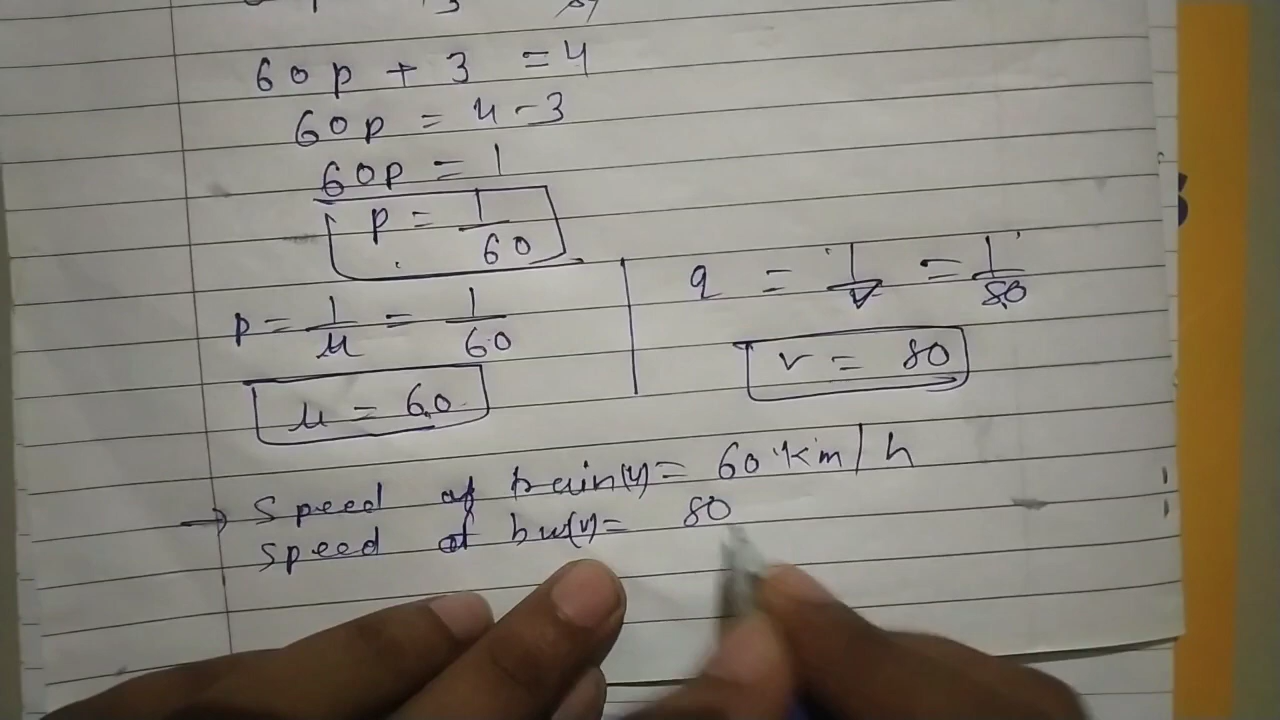 60p + 3 = 4
60p = 4 - 3
60p = 1
p = 1/60
p = 1/u = 1/60
u = 60
q = 1/v = 1/80
v = 80
→ Speed of train(u) = 60 km/h
Speed of bus(v) = 80